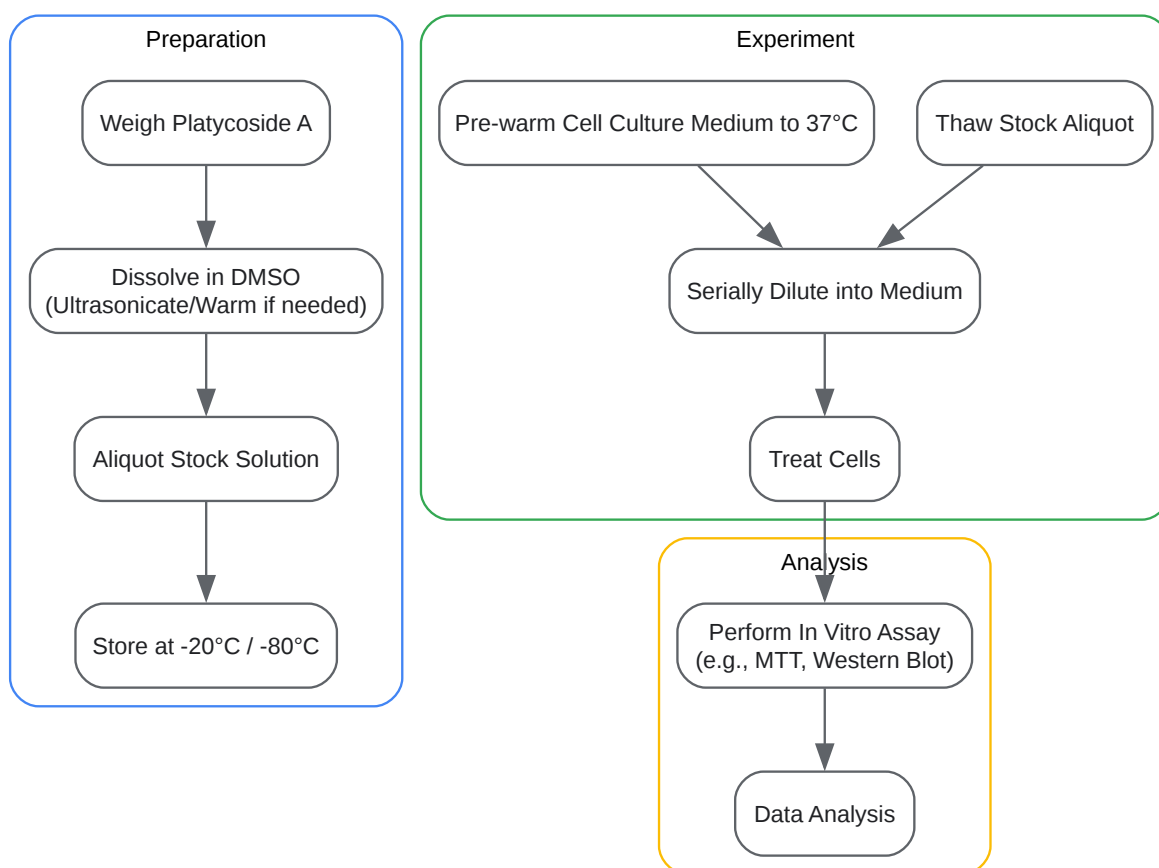 Preparation
Weigh Platycoside A
Dissolve in DMSO
(Ultrasonicate/Warm if needed)
Aliquot Stock Solution
Store at -20°C / -80°C
Experiment
Pre-warm Cell Culture Medium to 37°C
Thaw Stock Aliquot
Serially Dilute into Medium
Treat Cells
Analysis
Perform In Vitro Assay
(e.g., MTT, Western Blot)
Data Analysis